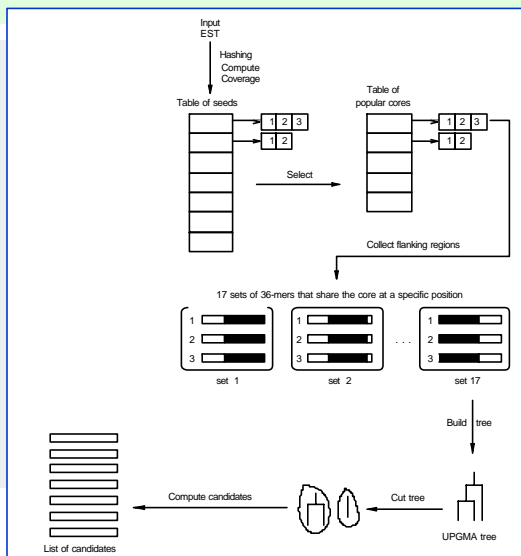 Input
EST
Hashing
Compute
Coverage
Table of seeds
Table of
popular cores
1 2 3
1 2
1 2 3
1 2
Select
Collect flanking regions
17 sets of 36-mers that share the core at a specific position
1
2
3
1
2
3
. . .
1
2
3
set 1
set 2
set 17
Build tree
Compute candidates
Cut tree
List of candidates
UPGMA tree